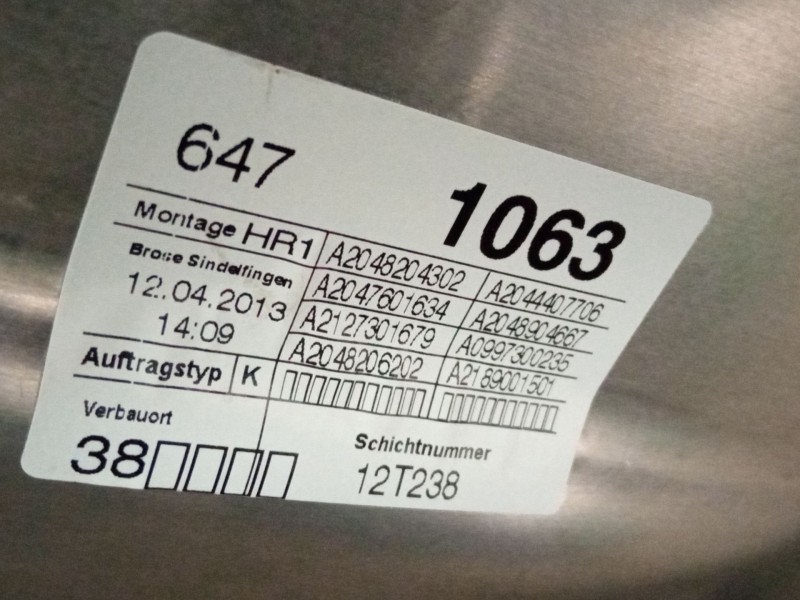 647
1063
Montage HR1
Brose Sindelfingen
12.04.2013
14:09
A2048204302 A2044407706
A2047601634 A2048904667
A2127301679 A0997300235
A2048206202 A2189001501
Auftragstyp K
Verbauort
38
Schichtnummer
12T238